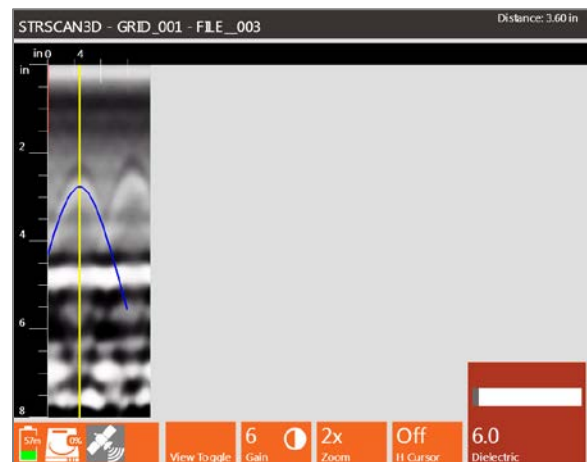 STRSCAN3D - GRID_001 - FILE__003
Distance: 3.60 in
in 0 4
in
2
4
6
8
57m
0%
View Toggle
6
Gain
2x
Zoom
Off
H Cursor
6.0
Dielectric